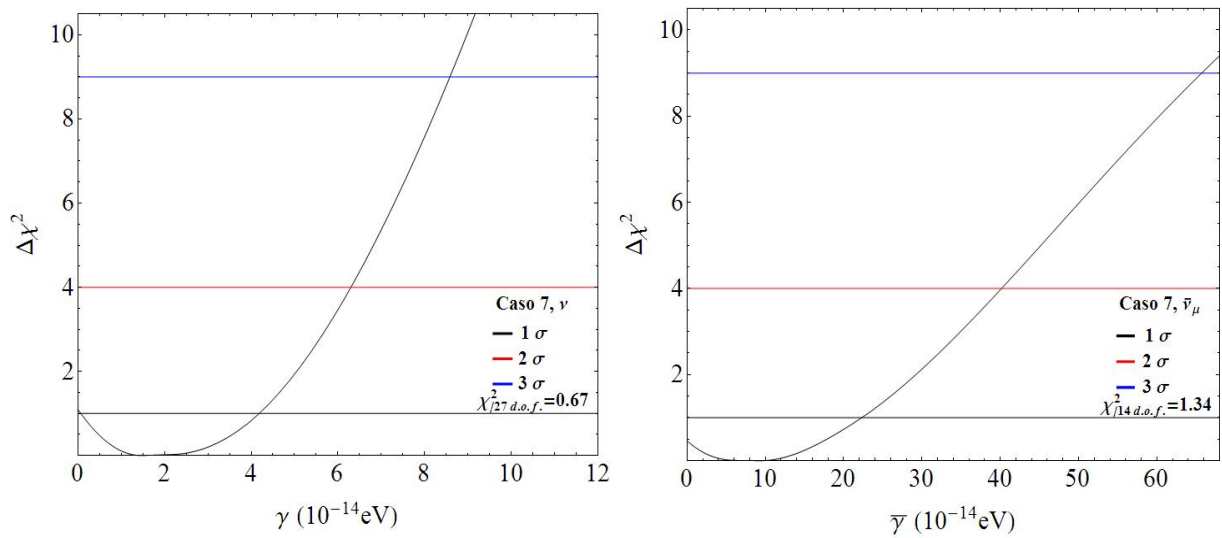 10
8
6
4
2
Δχ²
Caso 7, ν
1 σ
2 σ
3 σ
χ²/27 d.o.f.=0.67
0 2 4 6 8 10 12
γ (10⁻¹⁴eV)
10
8
6
4
2
Δχ²
Caso 7, ν̄μ
1 σ
2 σ
3 σ
χ²/14 d.o.f.=1.34
0 10 20 30 40 50 60
γ̄ (10⁻¹⁴eV)